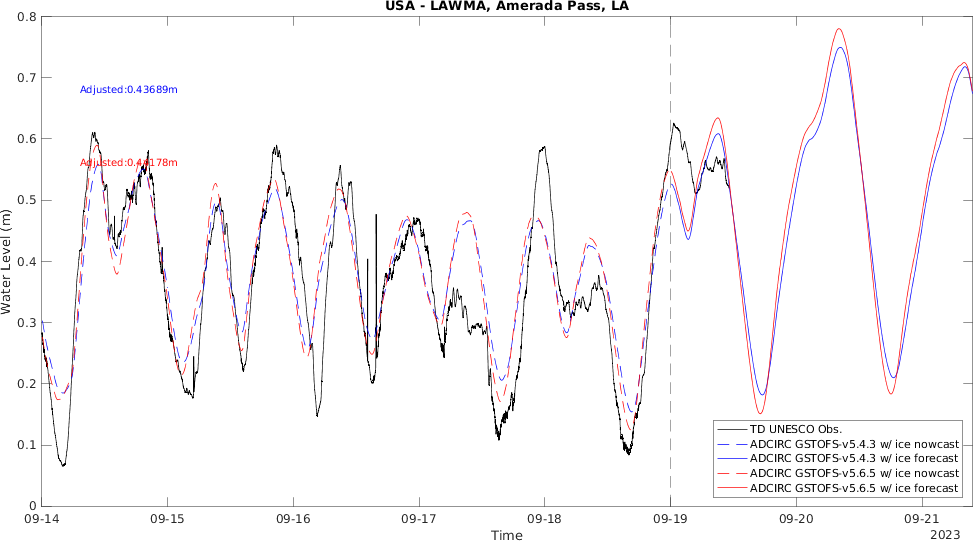 USA - LAWMA, Amerada Pass, LA
0.8
0.7
0.6
0.5
0.4
0.3
0.2
0.1
0
Water Level (m)
Adjusted:0.43689m
Adjusted:0.46178m
TD UNESCO Obs.
ADCIRC GSTOFS-v5.4.3 w/ ice nowcast
ADCIRC GSTOFS-v5.4.3 w/ ice forecast
ADCIRC GSTOFS-v5.6.5 w/ ice nowcast
ADCIRC GSTOFS-v5.6.5 w/ ice forecast
09-14
09-15
09-16
09-17
09-18
09-19
09-20
09-21
Time
2023